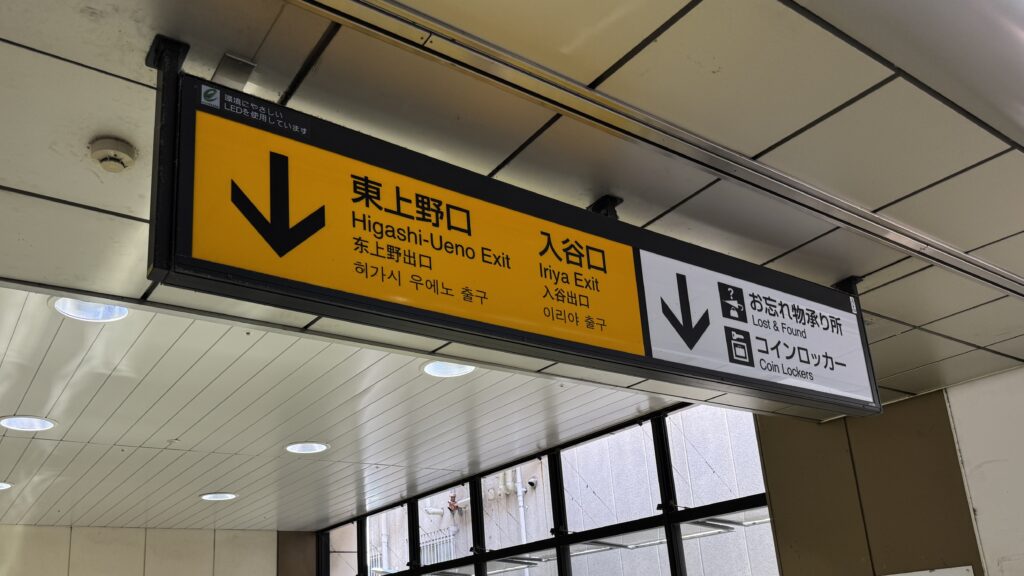 環境にやさしい
LEDを使用しています
東上野口
Higashi-Ueno Exit
东上野出口
히가시 우에노 출구
入谷口
Iriya Exit
入谷出口
이리야 출구
?
お忘れ物承り所
Lost & Found
コインロッカー
Coin Lockers